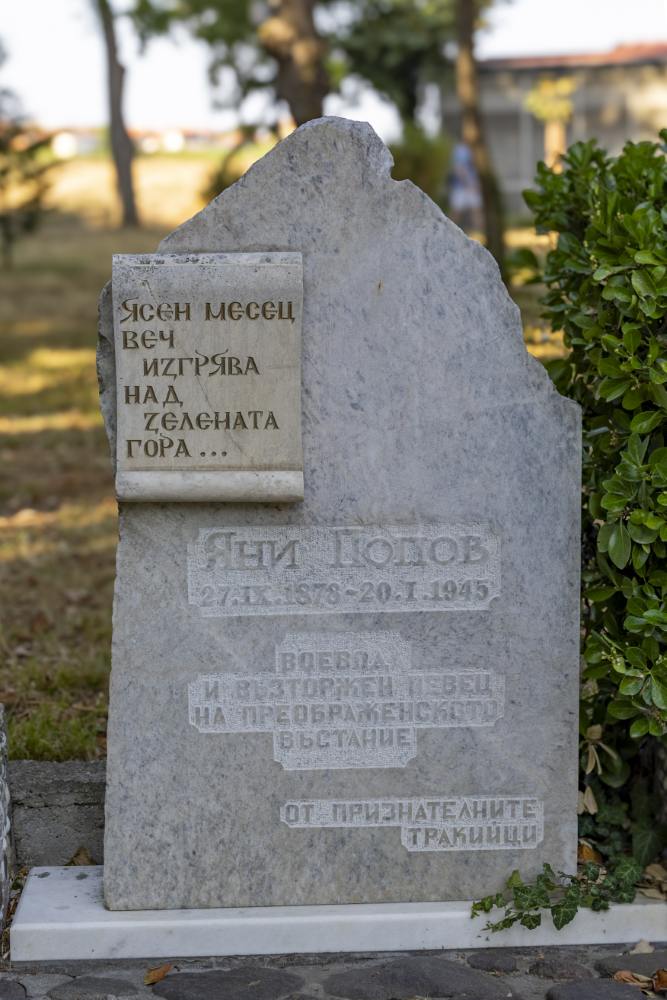 ЯСЕН МЕСЕЦ
ВЕЧ
ИЗГРЯВА
НАД
ЗЕЛЕНАТА
ГОРА ...
ЯНИ ПОПОВ
27.IX.1878-20.I.1945
ВОЕВОДА
И ВЪЗТОРЖЕН ПЕВЕЦ
НА ПРЕОБРАЖЕНСКОТО
ВЪСТАНИЕ
ОТ ПРИЗНАТЕЛНИТЕ
ТРАКИЙЦИ